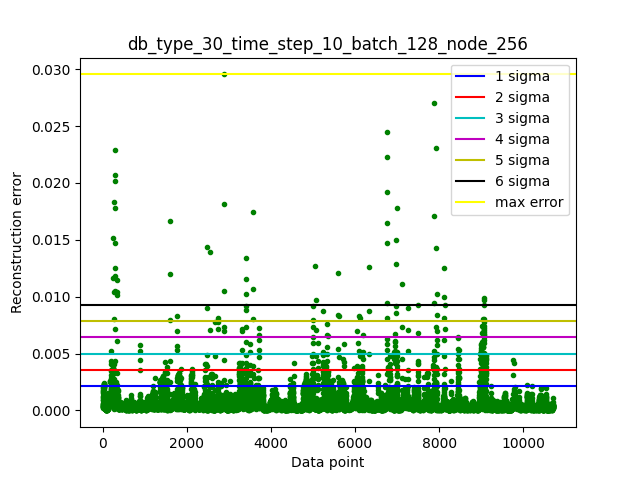 db_type_30_time_step_10_batch_128_node_256
0.030
0.025
0.020
0.015
0.010
0.005
0.000
Reconstruction error
1 sigma
2 sigma
3 sigma
4 sigma
5 sigma
6 sigma
max error
0
2000
4000
6000
8000
10000
Data point